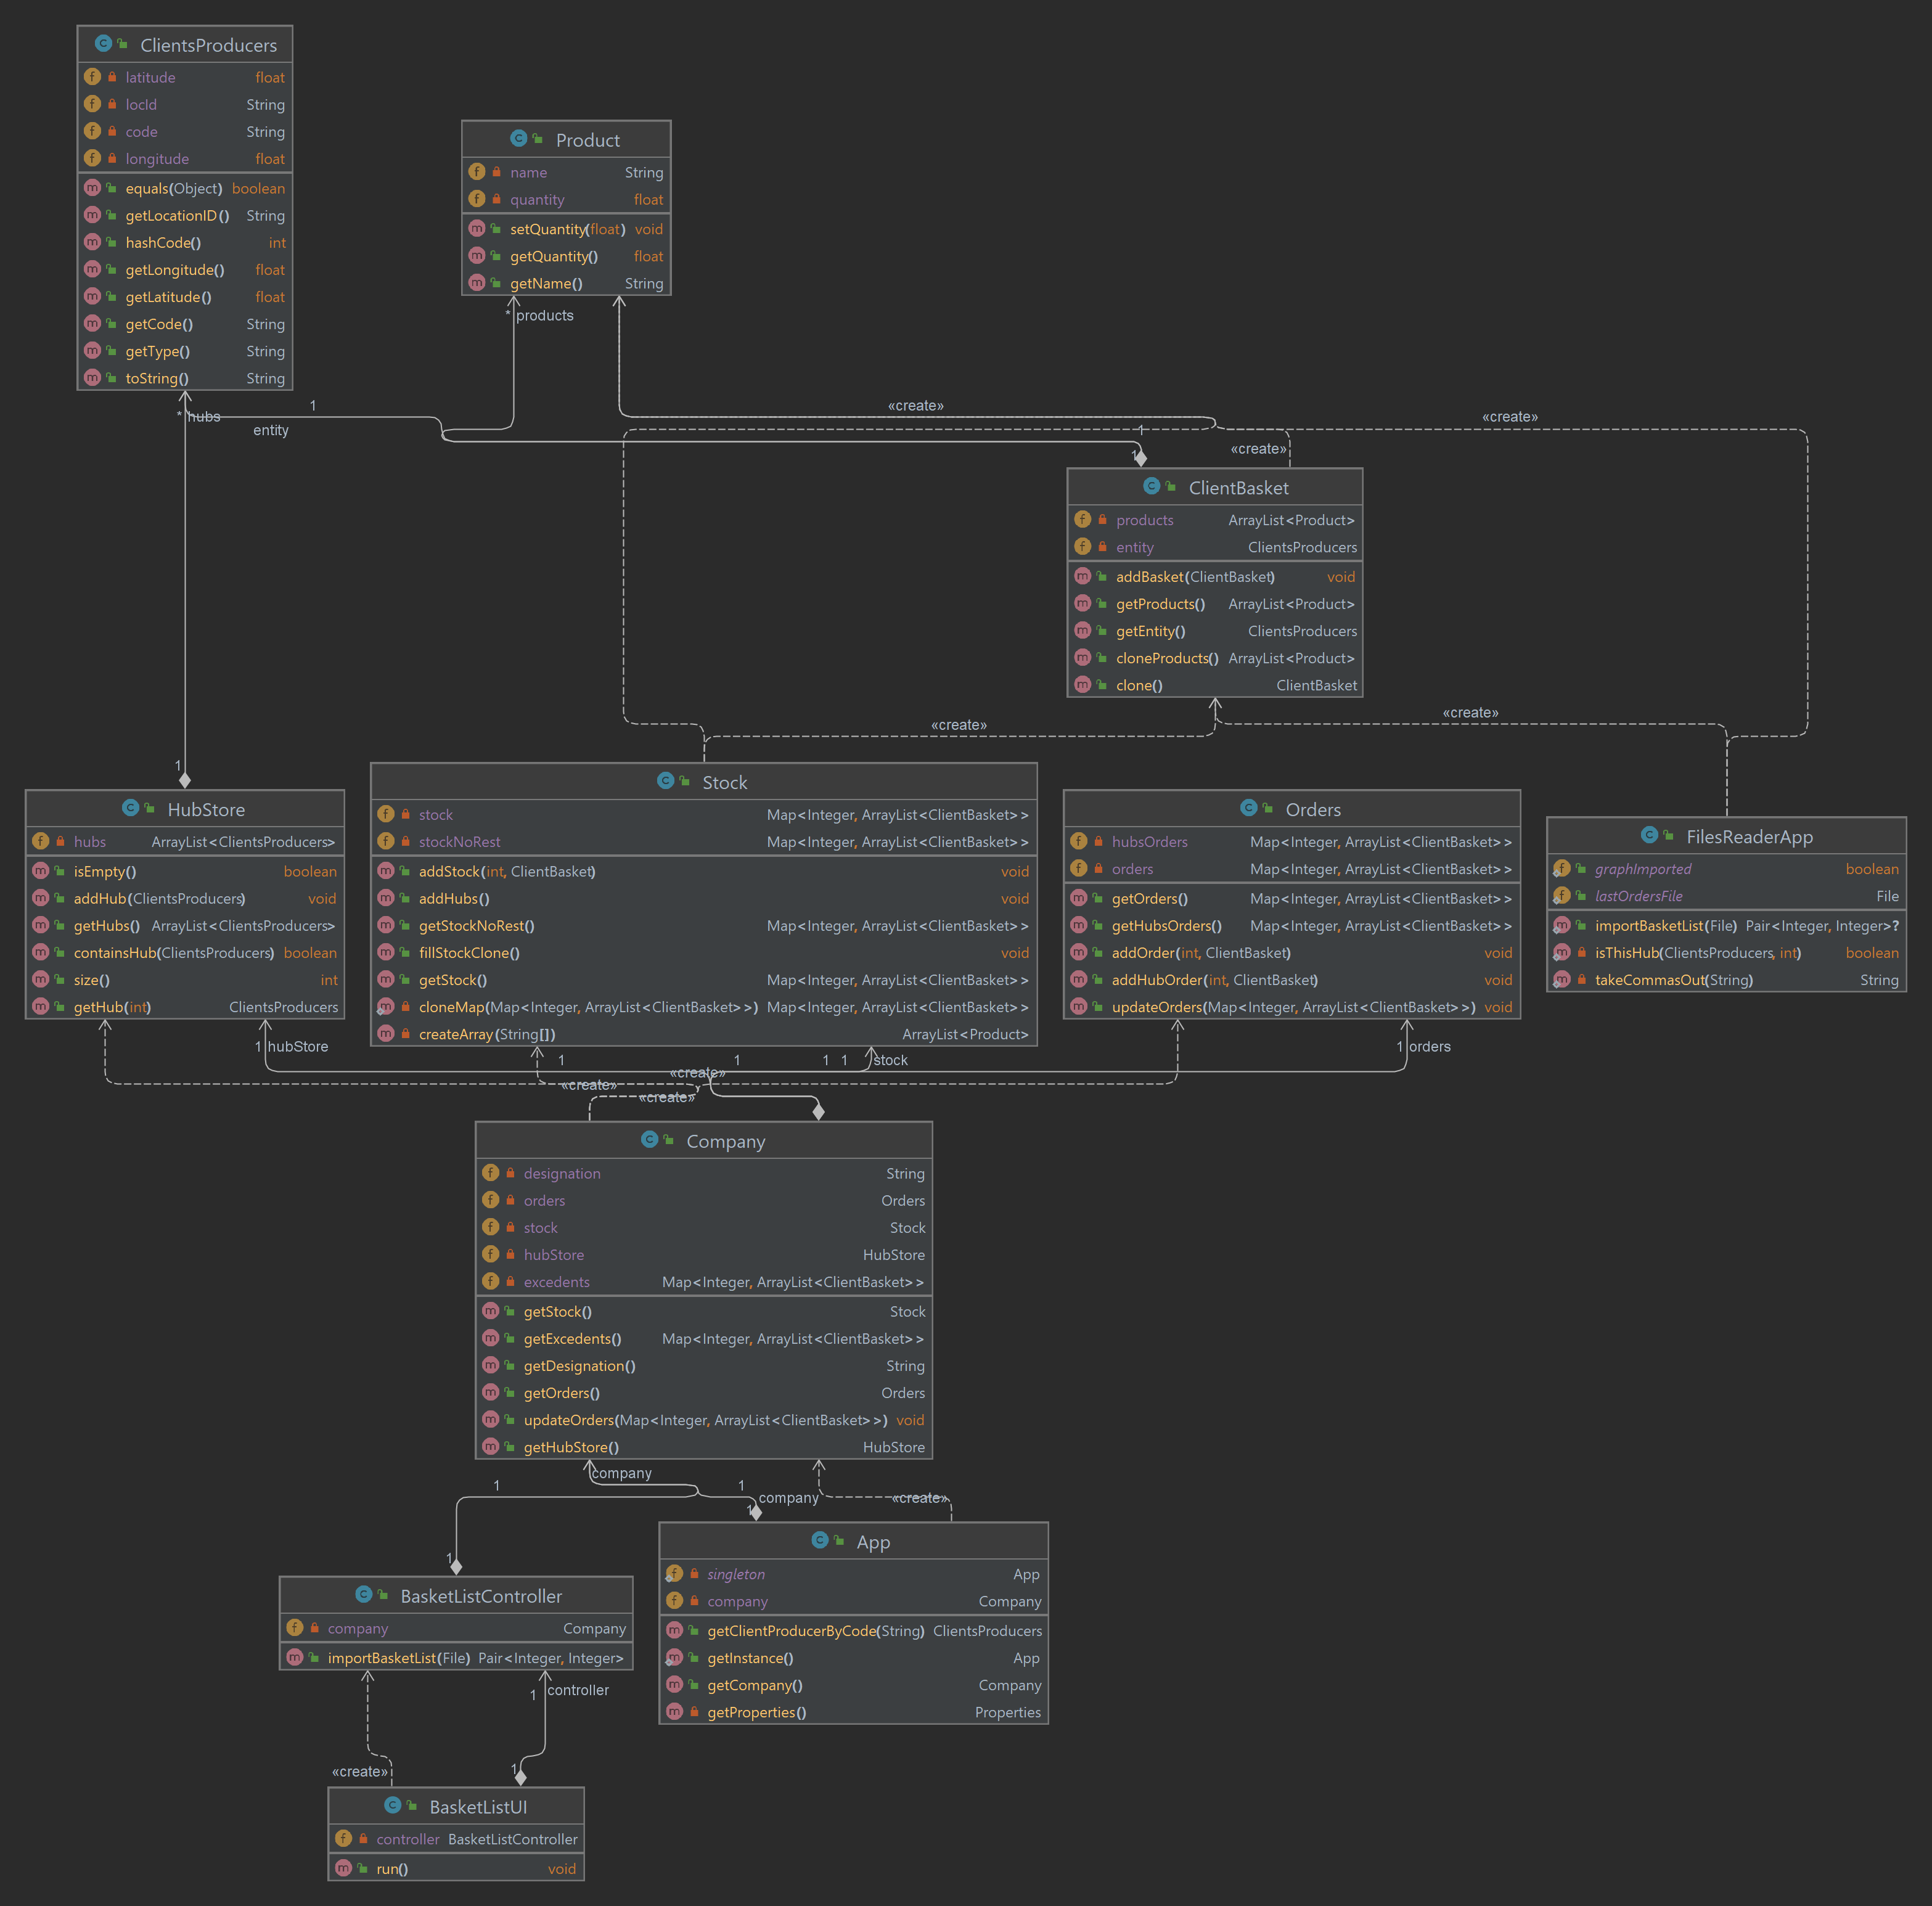 ClientsProducers
latitude float
locId String
code String
longitude float
equals(Object) boolean
getLocationID() String
hashCode() int
getLongitude() float
getLatitude() float
getCode() String
getType() String
toString() String
Product
name String
quantity float
setQuantity(float) void
getQuantity() float
getName() String
* products
* hubs
1
entity
«create»
«create»
1
«create»
1
ClientBasket
products ArrayList<Product>
entity ClientsProducers
addBasket(ClientBasket) void
getProducts() ArrayList<Product>
getEntity() ClientsProducers
cloneProducts() ArrayList<Product>
clone() ClientBasket
«create»
«create»
1
HubStore
hubs ArrayList<ClientsProducers>
isEmpty() boolean
addHub(ClientsProducers) void
getHubs() ArrayList<ClientsProducers>
containsHub(ClientsProducers) boolean
size() int
getHub(int) ClientsProducers
Stock
stock Map<Integer, ArrayList<ClientBasket>>
stockNoRest Map<Integer, ArrayList<ClientBasket>>
addStock(int, ClientBasket) void
addHubs() void
getStockNoRest() Map<Integer, ArrayList<ClientBasket>>
fillStockClone() void
getStock() Map<Integer, ArrayList<ClientBasket>>
cloneMap(Map<Integer, ArrayList<ClientBasket>>) Map<Integer, ArrayList<ClientBasket>>
createArray(String[]) ArrayList<Product>
Orders
hubsOrders Map<Integer, ArrayList<ClientBasket>>
orders Map<Integer, ArrayList<ClientBasket>>
getOrders() Map<Integer, ArrayList<ClientBasket>>
getHubsOrders() Map<Integer, ArrayList<ClientBasket>>
addOrder(int, ClientBasket) void
addHubOrder(int, ClientBasket) void
updateOrders(Map<Integer, ArrayList<ClientBasket>>) void
FilesReaderApp
graphImported boolean
lastOrdersFile File
importBasketList(File) Pair<Integer, Integer>?
isThisHub(ClientsProducers, int) boolean
takeCommasOut(String) String
1 hubStore
1
1
1
1 stock
1 orders
«create»
«create»
«create»
Company
designation String
orders Orders
stock Stock
hubStore HubStore
excedents Map<Integer, ArrayList<ClientBasket>>
getStock() Stock
getExcedents() Map<Integer, ArrayList<ClientBasket>>
getDesignation() String
getOrders() Orders
updateOrders(Map<Integer, ArrayList<ClientBasket>>) void
getHubStore() HubStore
company
1
1
company
«create»
1
1
App
singleton App
company Company
getClientProducerByCode(String) ClientsProducers
getInstance() App
getCompany() Company
getProperties() Properties
BasketListController
company Company
importBasketList(File) Pair<Integer, Integer>
1 controller
«create»
1
BasketListUI
controller BasketListController
run() void